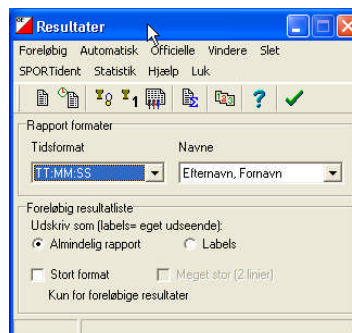 Resultater
Foreløbig Automatisk Officielle Vindere Slet
SPORTident Statistik Hjælp Luk
Rapport formater
Tidsformat Navne
TT:MM:SS Efternavn, Fornavn
Foreløbig resultatliste
Udskriv som (labels= eget udseende):
Almindelig rapport Labels
Stort format Meget stor (2 linier)
Kun for foreløbige resultater